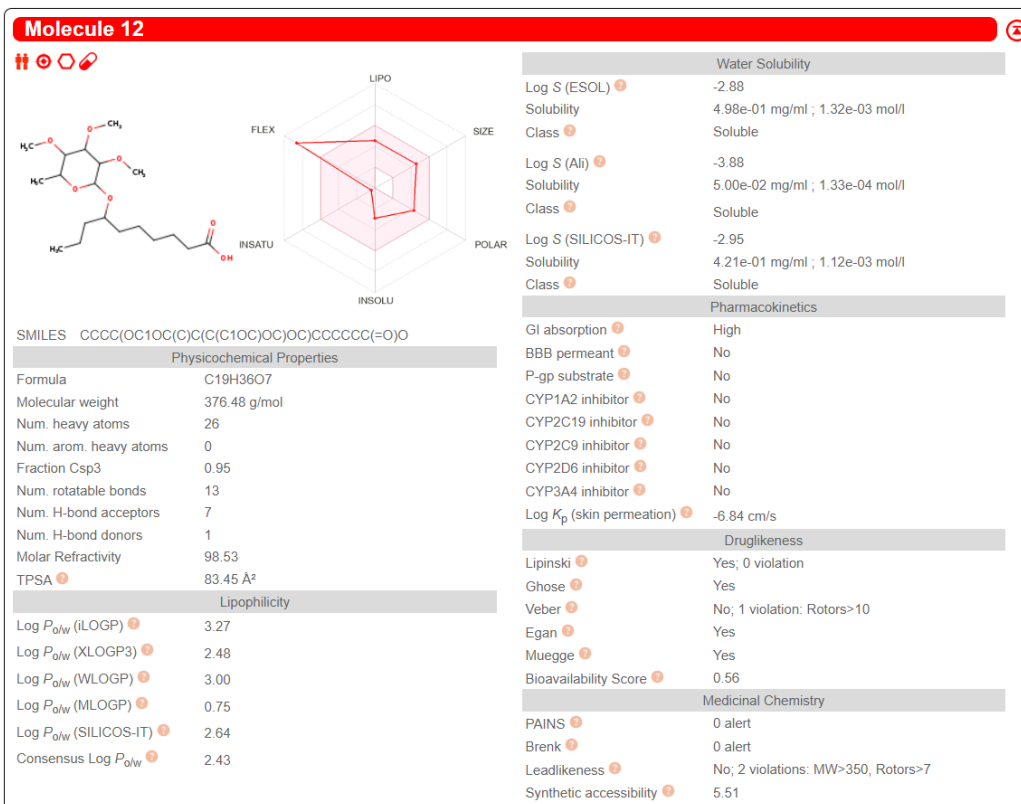 Molecule 12
LIPO
FLEX
SIZE
INSATU
POLAR
INSOLU
H₃C
O
O
CH₃
O
CH₃
H₃C
O
O
H₃C
O
OH
SMILES CCCC(OC1OC(C)C(C(C1OC)OC)OC)CCCCCC(=O)O
Physicochemical Properties
Formula C19H36O7
Molecular weight 376.48 g/mol
Num. heavy atoms 26
Num. arom. heavy atoms 0
Fraction Csp3 0.95
Num. rotatable bonds 13
Num. H-bond acceptors 7
Num. H-bond donors 1
Molar Refractivity 98.53
TPSA ? 83.45 Å²
Lipophilicity
Log Po/w (iLOGP) ? 3.27
Log Po/w (XLOGP3) ? 2.48
Log Po/w (WLOGP) ? 3.00
Log Po/w (MLOGP) ? 0.75
Log Po/w (SILICOS-IT) ? 2.64
Consensus Log Po/w ? 2.43
Water Solubility
Log S (ESOL) ? -2.88
Solubility 4.98e-01 mg/ml ; 1.32e-03 mol/l
Class ? Soluble
Log S (Ali) ? -3.88
Solubility 5.00e-02 mg/ml ; 1.33e-04 mol/l
Class ? Soluble
Log S (SILICOS-IT) ? -2.95
Solubility 4.21e-01 mg/ml ; 1.12e-03 mol/l
Class ? Soluble
Pharmacokinetics
GI absorption ? High
BBB permeant ? No
P-gp substrate ? No
CYP1A2 inhibitor ? No
CYP2C19 inhibitor ? No
CYP2C9 inhibitor ? No
CYP2D6 inhibitor ? No
CYP3A4 inhibitor ? No
Log Kp (skin permeation) ? -6.84 cm/s
Druglikeness
Lipinski ? Yes; 0 violation
Ghose ? Yes
Veber ? No; 1 violation: Rotors>10
Egan ? Yes
Muegge ? Yes
Bioavailability Score ? 0.56
Medicinal Chemistry
PAINS ? 0 alert
Brenk ? 0 alert
Leadlikeness ? No; 2 violations: MW>350, Rotors>7
Synthetic accessibility ? 5.51